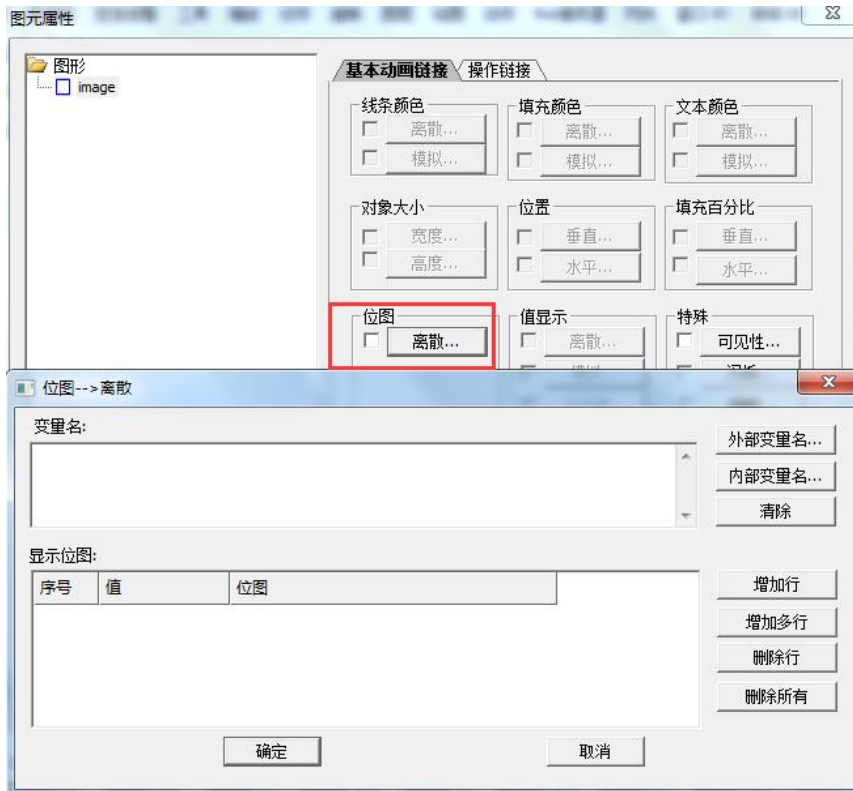 图元属性
图形
image
基本动画链接 操作链接
线条颜色 填充颜色 文本颜色
离散... 离散... 离散...
模拟... 模拟... 模拟...
对象大小 位置 填充百分比
宽度... 垂直... 垂直...
高度... 水平... 水平...
位图 值显示 特殊
离散... 离散... 可见性...
位图-->离散
变量名:
外部变量名...
内部变量名...
清除
显示位图:
序号 值 位图
增加行
增加多行
删除行
删除所有
确定 取消